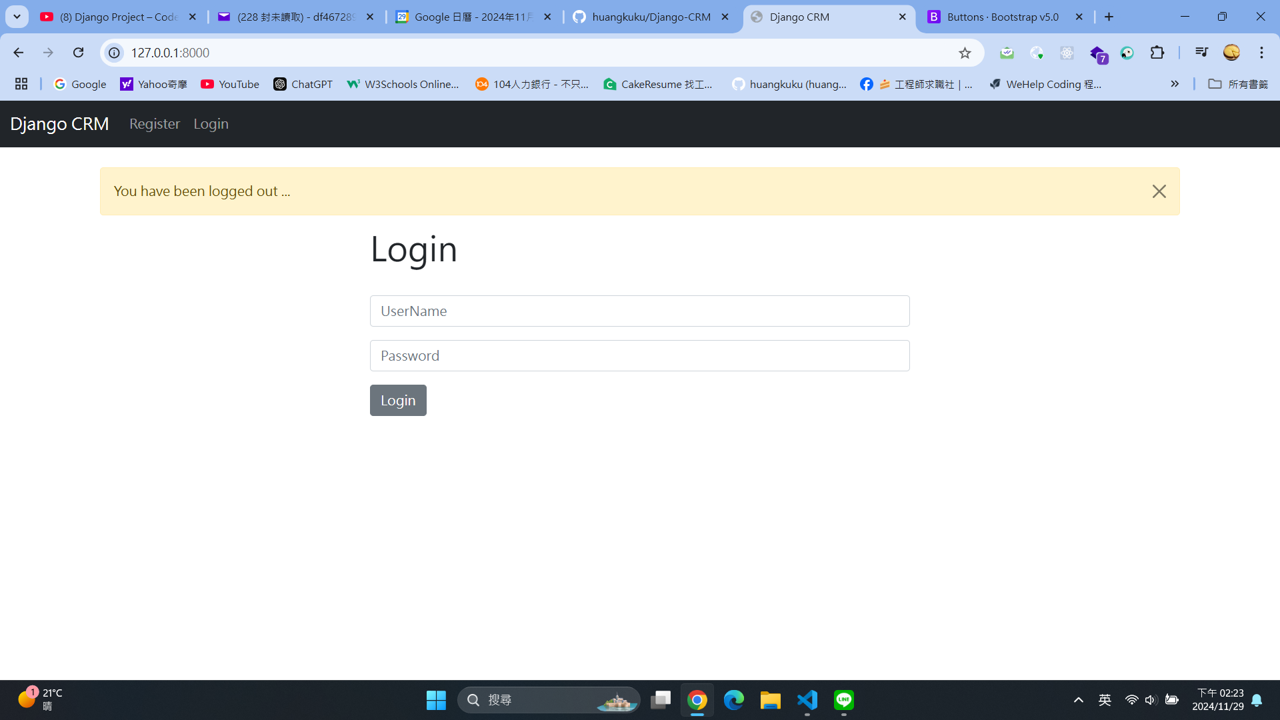 (8) Django Project – Code
(228 封未讀取) - df46728
Google 日曆 - 2024年11月
huangkuku/Django-CRM
Django CRM
Buttons · Bootstrap v5.0
127.0.0.1:8000
7
Google
Yahoo奇摩
YouTube
ChatGPT
W3Schools Online...
104人力銀行 - 不只...
CakeResume 找工...
huangkuku (huang...
工程師求職社 | ...
WeHelp Coding 程...
»
所有書籤
Django CRM
Register
Login
You have been logged out ...
Login
UserName
Password
Login
1
21°C
晴
搜尋
英
下午 02:23
2024/11/29